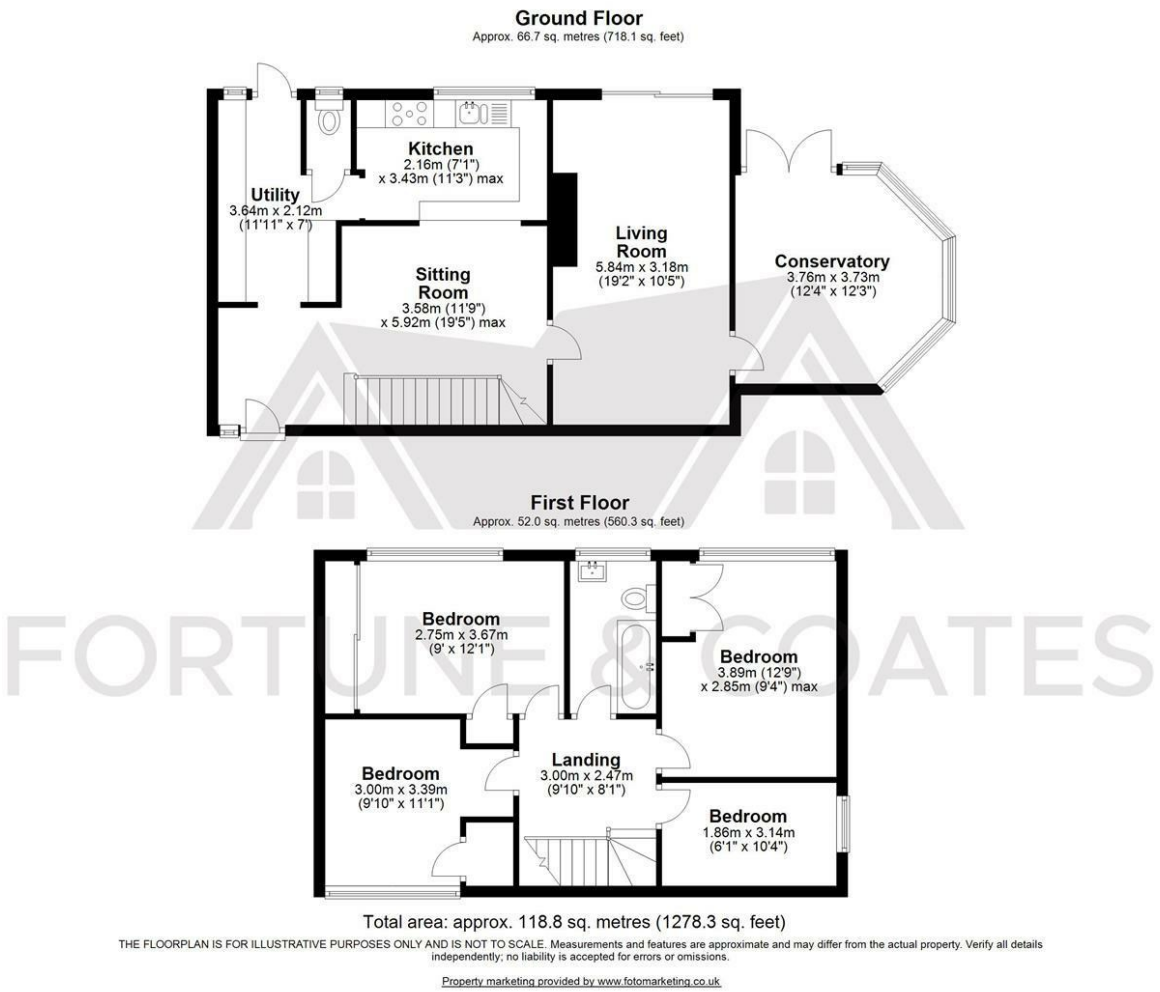 Ground Floor
Approx. 66.7 sq. metres (718.1 sq. feet)
Kitchen
2.16m (7'1")
x 3.43m (11'3") max
Utility
3.64m x 2.12m
(11'11" x 7')
Living
Room
5.84m x 3.18m
(19'2" x 10'5")
Sitting
Room
3.58m (11'9")
x 5.92m (19'5") max
Conservatory
3.76m x 3.73m
(12'4" x 12'3")
First Floor
Approx. 52.0 sq. metres (560.3 sq. feet)
Bedroom
2.75m x 3.67m
(9' x 12'1")
FORTUNE & COATES
Bedroom
3.89m (12'9")
x 2.85m (9'4") max
Bedroom
3.00m x 3.39m
(9'10" x 11'1")
Landing
3.00m x 2.47m
(9'10" x 8'1")
Bedroom
1.86m x 3.14m
(6'1" x 10'4")
Total area: approx. 118.8 sq. metres (1278.3 sq. feet)
THE FLOORPLAN IS FOR ILLUSTRATIVE PURPOSES ONLY AND IS NOT TO SCALE. Measurements and features are approximate and may differ from the actual property. Verify all details
independently; no liability is accepted for errors or omissions.
Property marketing provided by www.fotomarketing.co.uk